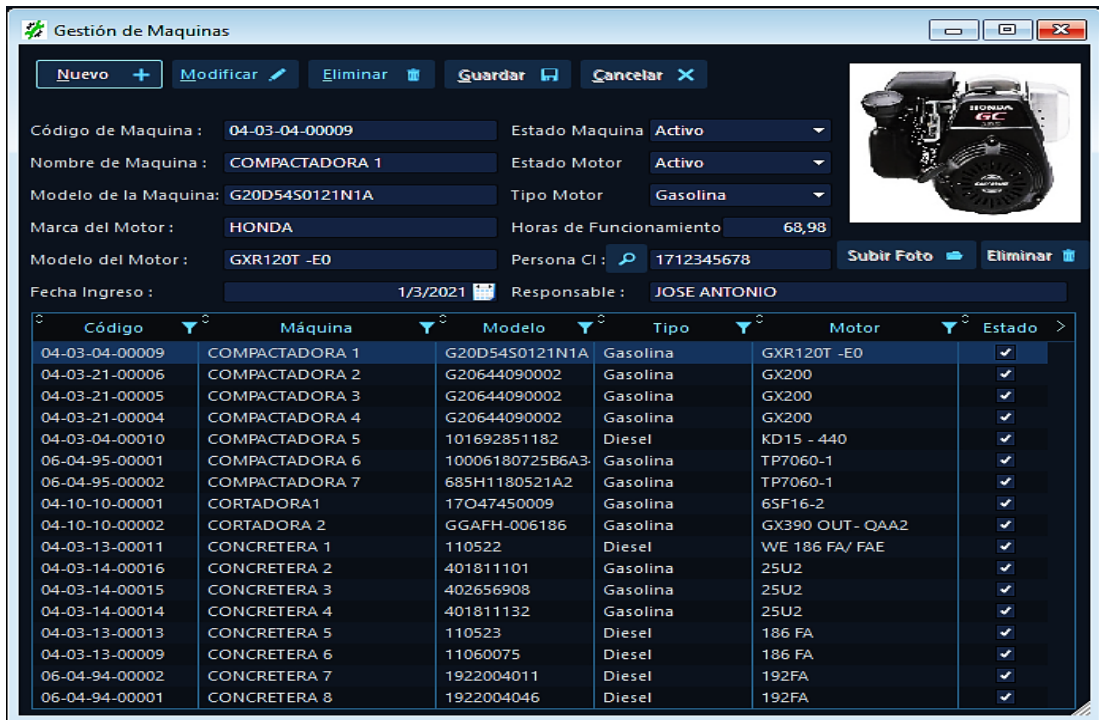 Gestión de Maquinas
Nuevo + Modificar Eliminar Guardar Cancelar
HONDA
GC
Código de Maquina : 04-03-04-00009 Estado Maquina Activo
Nombre de Maquina : COMPACTADORA 1 Estado Motor Activo
Modelo de la Maquina: G20D54S0121N1A Tipo Motor Gasolina
Marca del Motor : HONDA Horas de Funcionamiento 68,98
Modelo del Motor : GXR120T -E0 Persona CI : 1712345678 Subir Foto Eliminar
Fecha Ingreso : 1/3/2021 Responsable : JOSE ANTONIO
Código Máquina Modelo Tipo Motor Estado >
04-03-04-00009 COMPACTADORA 1 G20D54S0121N1A Gasolina GXR120T -E0
04-03-21-00006 COMPACTADORA 2 G20644090002 Gasolina GX200
04-03-21-00005 COMPACTADORA 3 G20644090002 Gasolina GX200
04-03-21-00004 COMPACTADORA 4 G20644090002 Gasolina GX200
04-03-04-00010 COMPACTADORA 5 101692851182 Diesel KD15 - 440
06-04-95-00001 COMPACTADORA 6 10006180725B6A3 Gasolina TP7060-1
06-04-95-00002 COMPACTADORA 7 685H1180521A2 Gasolina TP7060-1
04-10-10-00001 CORTADORA1 17O47450009 Gasolina 6SF16-2
04-10-10-00002 CORTADORA 2 GGAFH-006186 Gasolina GX390 OUT- QAA2
04-03-13-00011 CONCRETERA 1 110522 Diesel WE 186 FA/ FAE
04-03-14-00016 CONCRETERA 2 401811101 Gasolina 25U2
04-03-14-00015 CONCRETERA 3 402656908 Gasolina 25U2
04-03-14-00014 CONCRETERA 4 401811132 Gasolina 25U2
04-03-13-00013 CONCRETERA 5 110523 Diesel 186 FA
04-03-13-00009 CONCRETERA 6 11060075 Diesel 186 FA
06-04-94-00002 CONCRETERA 7 1922004011 Diesel 192FA
06-04-94-00001 CONCRETERA 8 1922004046 Diesel 192FA